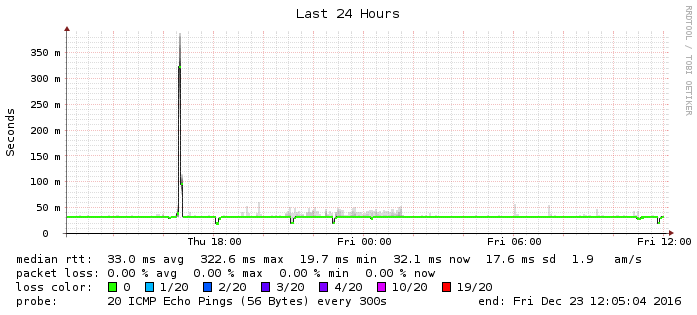 Last 24 Hours
RRDTOOL / TOBI OETIKER
Seconds
350 m
300 m
250 m
200 m
150 m
100 m
50 m
0
Thu 18:00 Fri 00:00 Fri 06:00 Fri 12:00
median rtt: 33.0 ms avg 322.6 ms max 19.7 ms min 32.1 ms now 17.6 ms sd 1.9 am/s
packet loss: 0.00 % avg 0.00 % max 0.00 % min 0.00 % now
loss color: 0 1/20 2/20 3/20 4/20 10/20 19/20
probe: 20 ICMP Echo Pings (56 Bytes) every 300s end: Fri Dec 23 12:05:04 2016